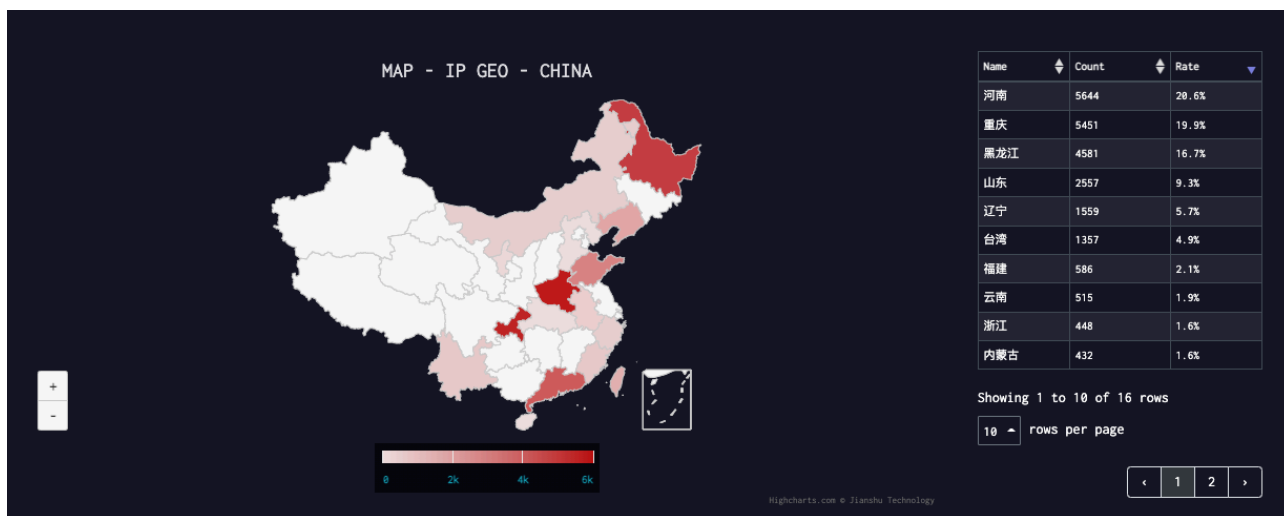 MAP - IP GEO - CHINA
+
-
0 2k 4k 6k
Highcharts.com © Jianshu Technology
Name Count Rate
河南 5644 20.6%
重庆 5451 19.9%
黑龙江 4581 16.7%
山东 2557 9.3%
辽宁 1559 5.7%
台湾 1357 4.9%
福建 586 2.1%
云南 515 1.9%
浙江 448 1.6%
内蒙古 432 1.6%
Showing 1 to 10 of 16 rows
10 rows per page
‹ 1 2 ›